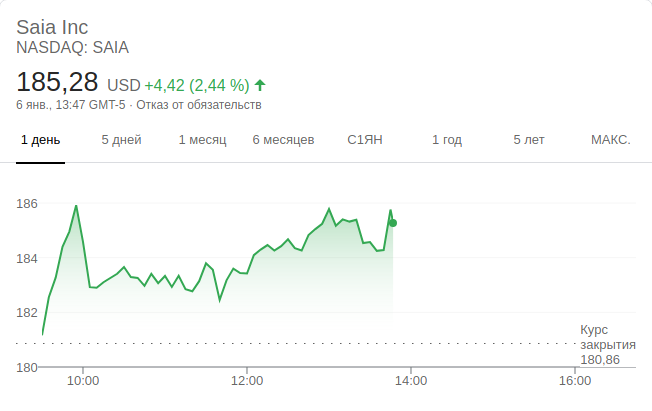 Saia Inc
NASDAQ: SAIA
185,28 USD +4,42 (2,44 %)
6 янв., 13:47 GMT-5 · Отказ от обязательств
1 день 5 дней 1 месяц 6 месяцев С1ЯН 1 год 5 лет МАКС.
186
184
182
180
Курс
закрытия
180,86
10:00 12:00 14:00 16:00